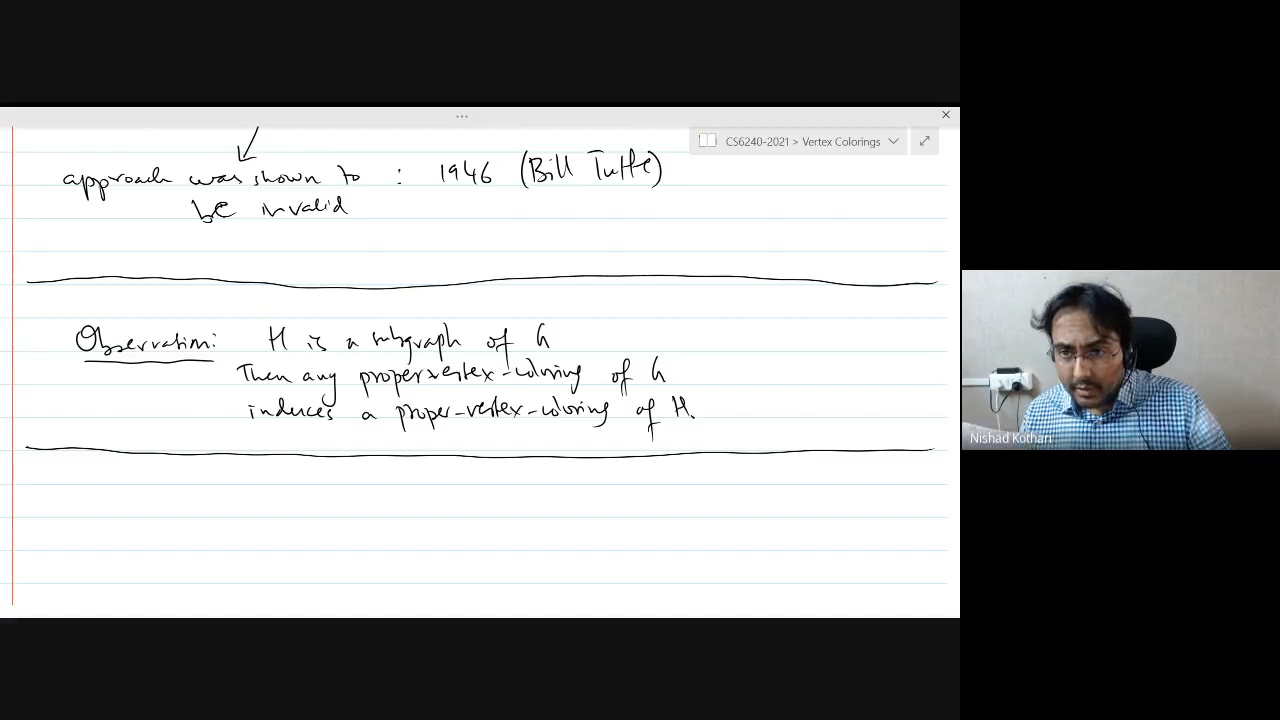 CS6240-2021 > Vertex Colorings
approach was shown to : 1946 (Bill Tutte)
be invalid
Observation: H is a subgraph of G
Then any proper-vertex-coloring of G
induces a proper-vertex-coloring of H.
Nishad Kothari